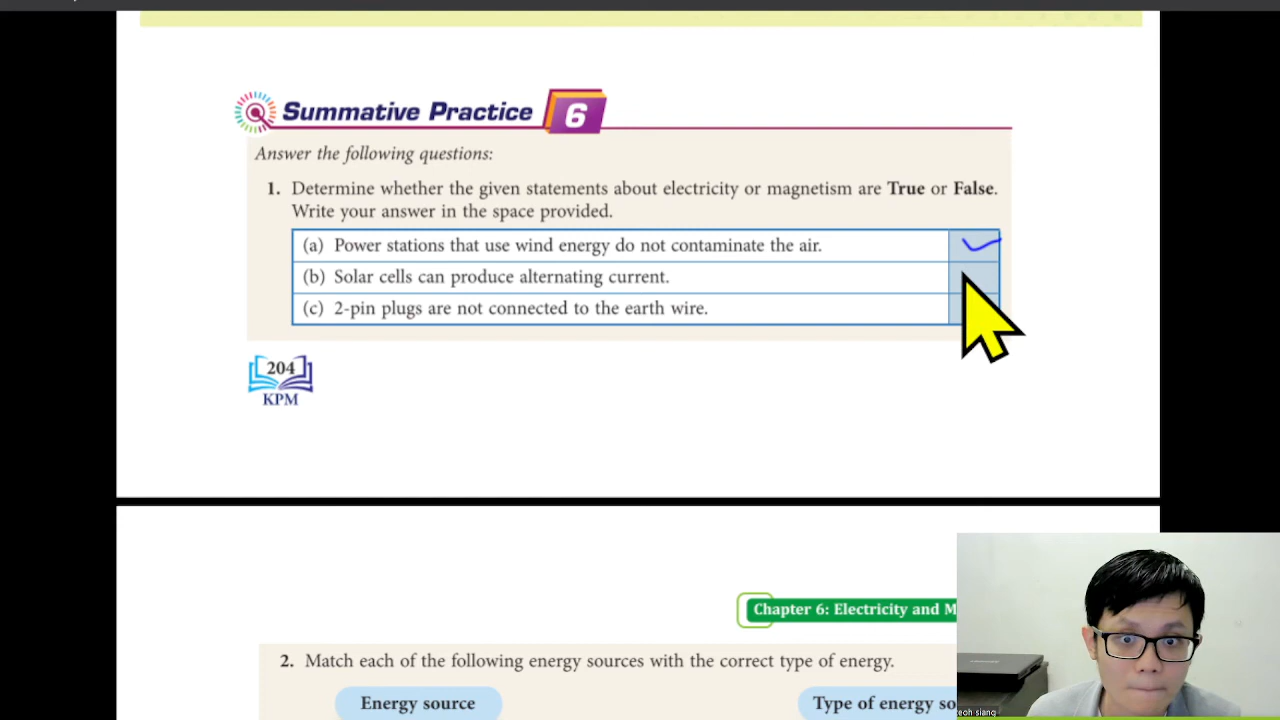 Summative Practice 6
Answer the following questions:
1. Determine whether the given statements about electricity or magnetism are True or False.
Write your answer in the space provided.
(a) Power stations that use wind energy do not contaminate the air.
(b) Solar cells can produce alternating current.
(c) 2-pin plugs are not connected to the earth wire.
204
KPM
Chapter 6: Electricity and M
2. Match each of the following energy sources with the correct type of energy.
Energy source
Type of energy so
eoh siang